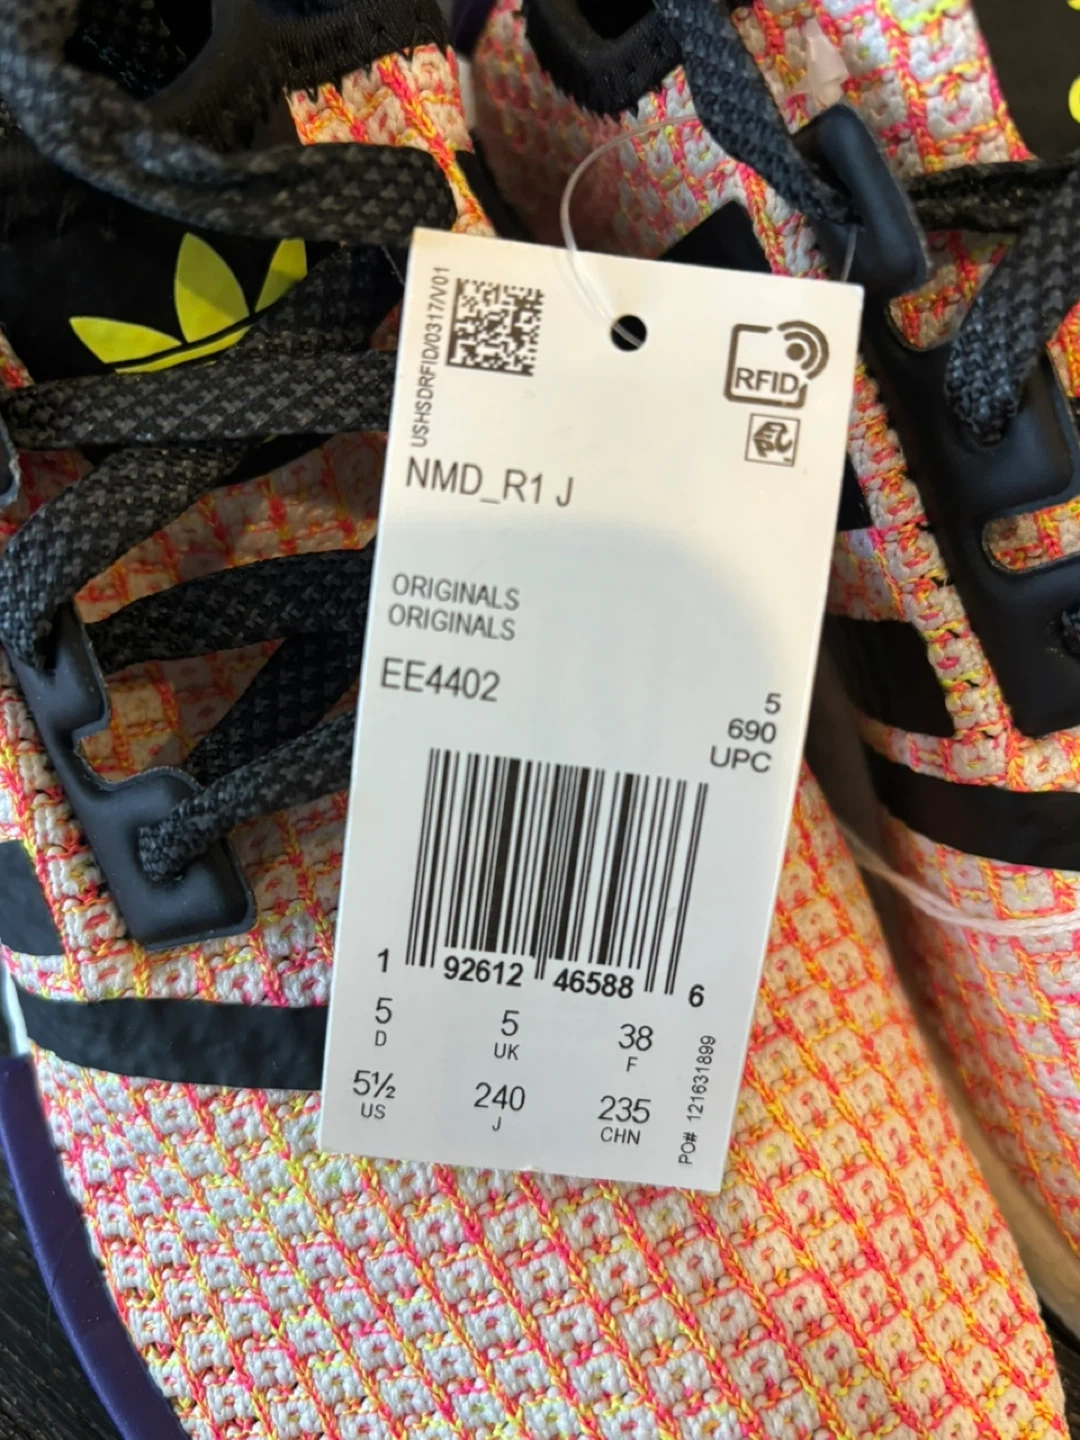 USHSDRFID/0317/V01
RFID
NMD_R1 J
ORIGINALS
ORIGINALS
EE4402
5
690
UPC
1 92612 46588 6
5 5 38
D UK F
5½ 240 235
US J CHN
PO# 121631899